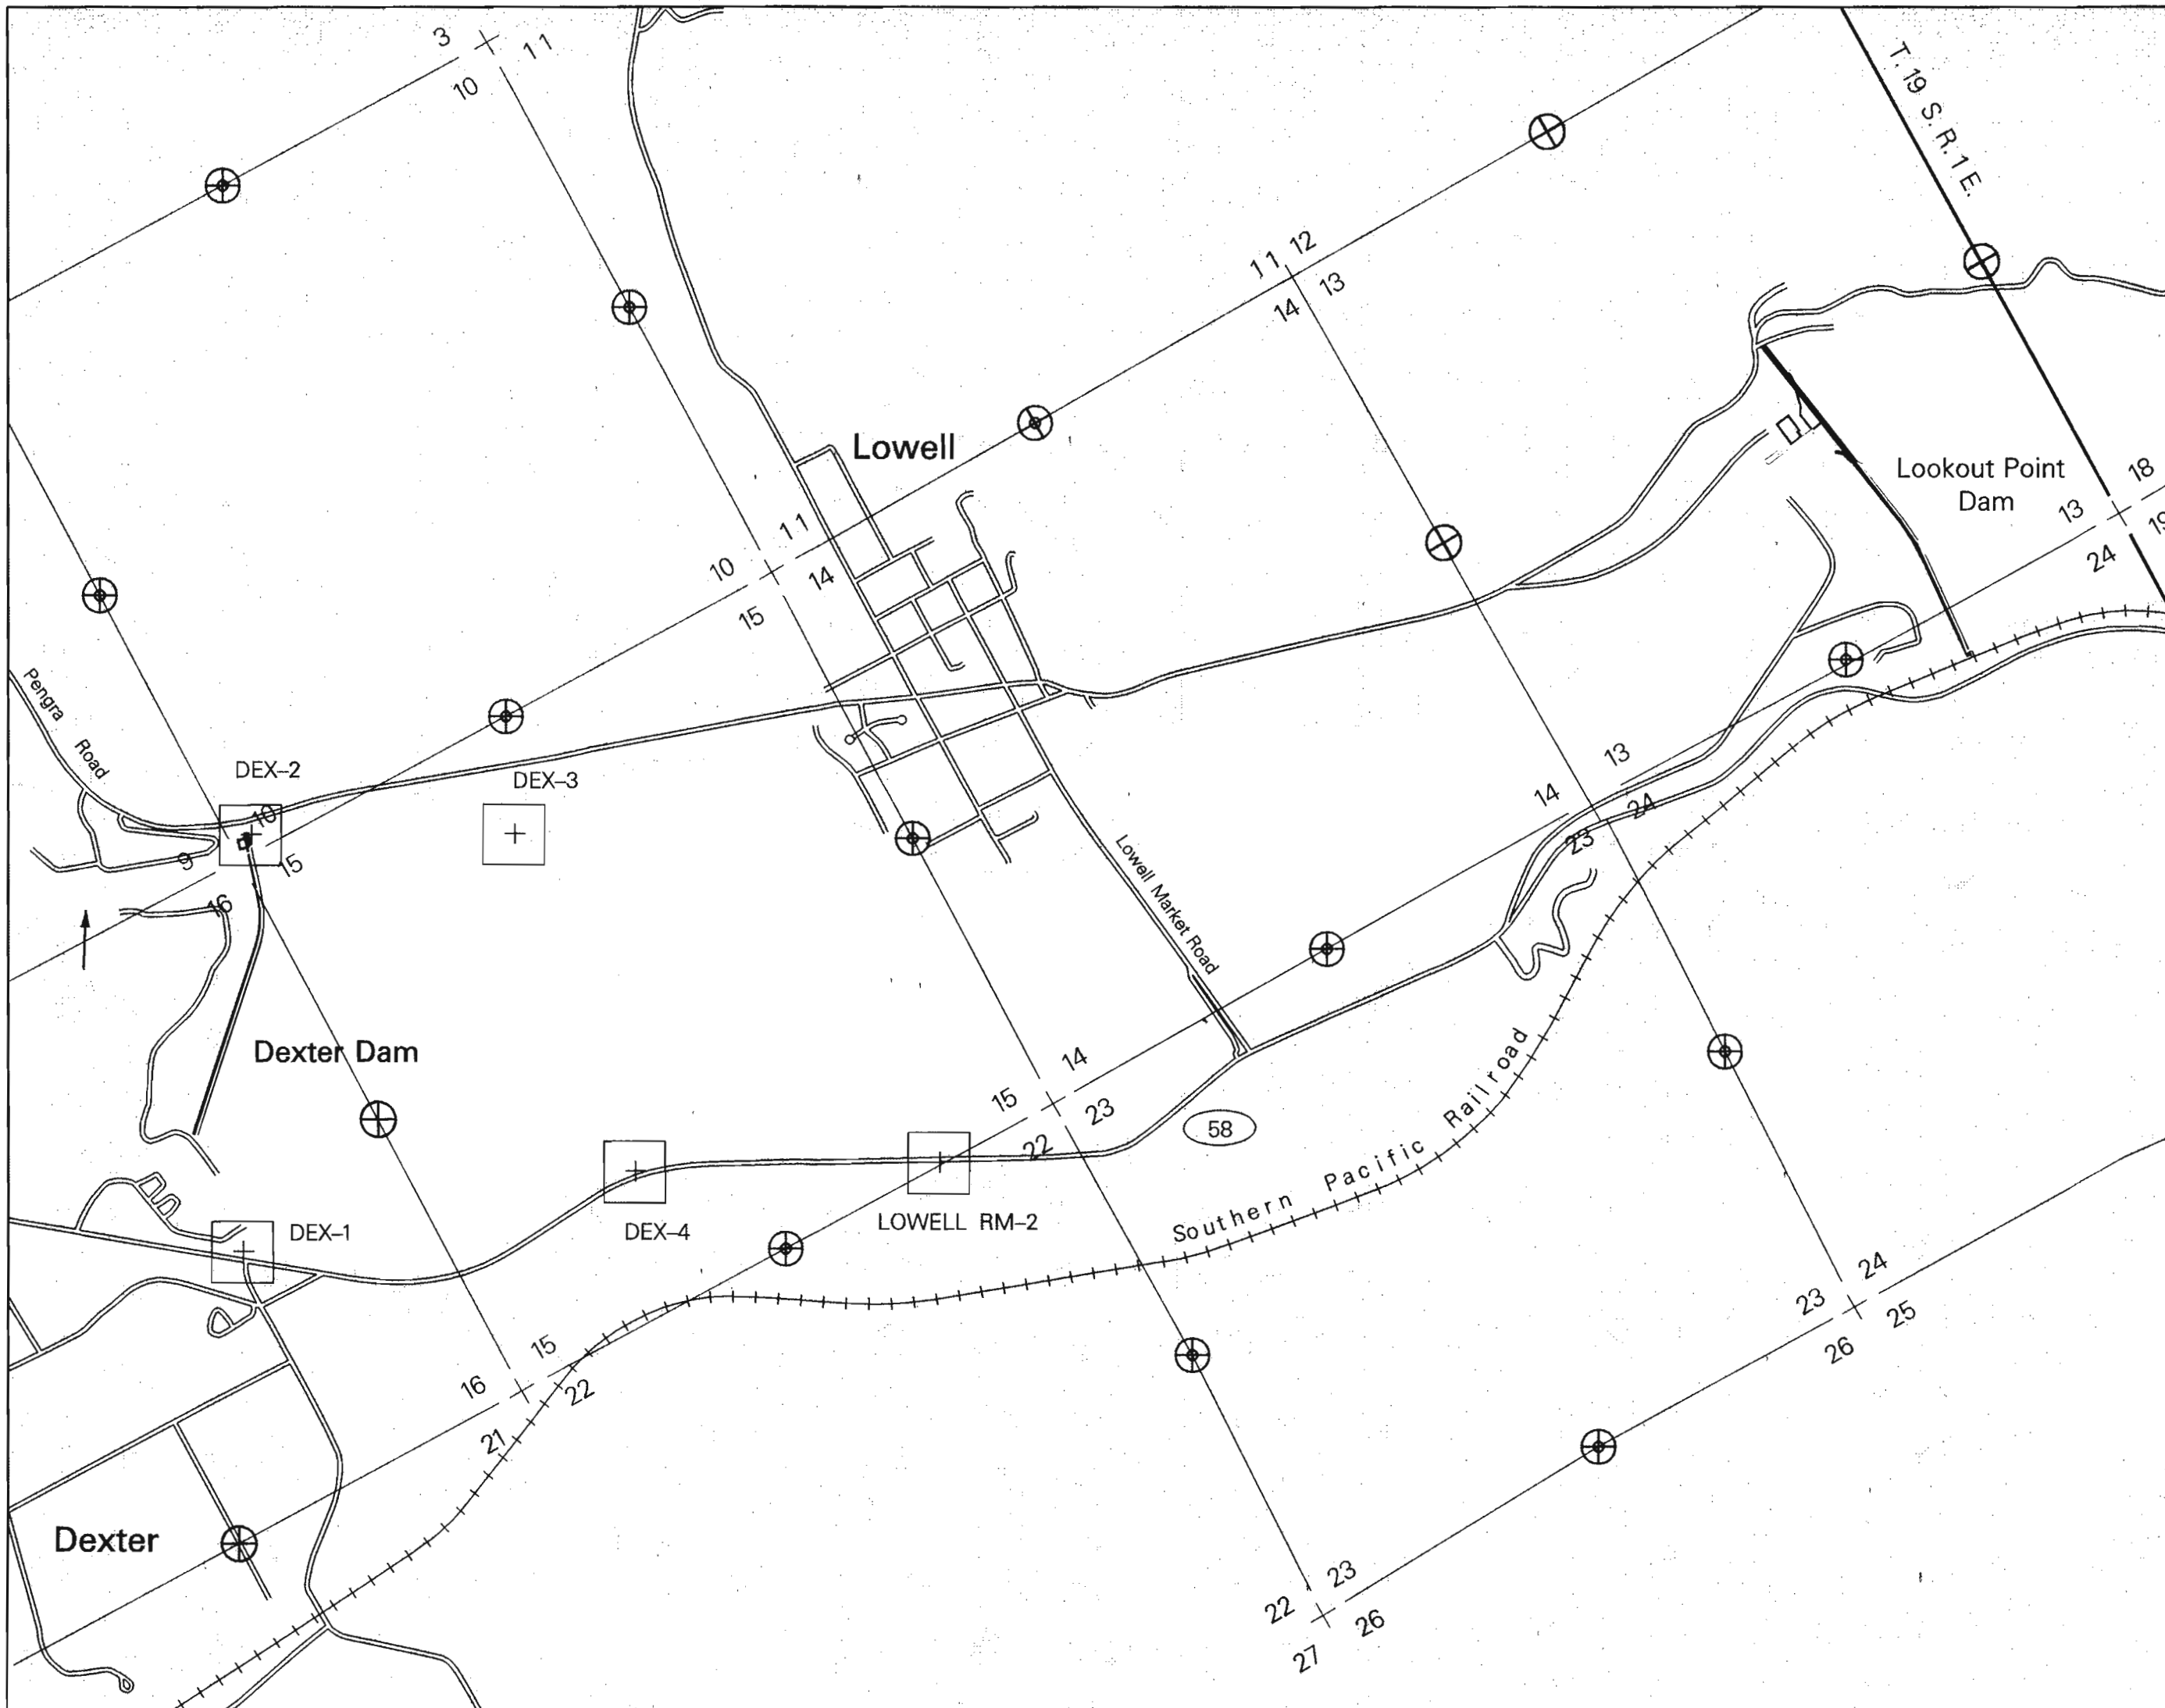 3
11
10
T. 19 S. R. 1 E.
11
12
14
13
Lowell
Lookout Point
Dam
18
13
19
24
11
10
14
15
Pengra
Road
DEX-2
DEX-3
10
9
15
16
13
14
24
23
Lowell Market Road
Dexter Dam
14
15
23
22
58
Southern Pacific Railroad
DEX-1
DEX-4
LOWELL RM-2
24
23
25
26
15
16
22
21
Dexter
23
22
26
27